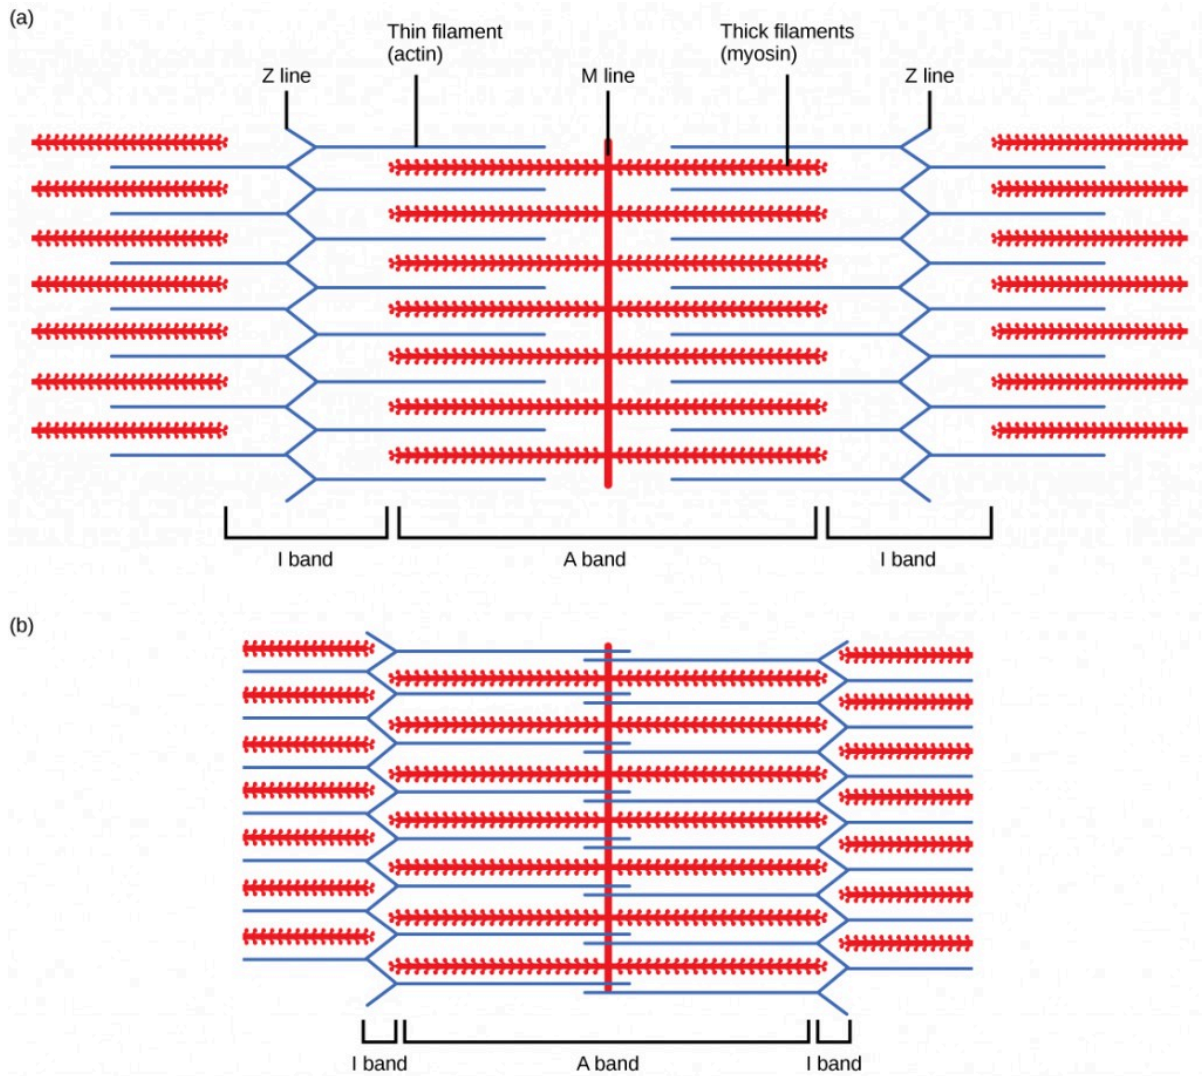 (a)
Thin filament
(actin)
Thick filaments
(myosin)
Z line
M line
Z line
I band
A band
I band
(b)
I band
A band
I band